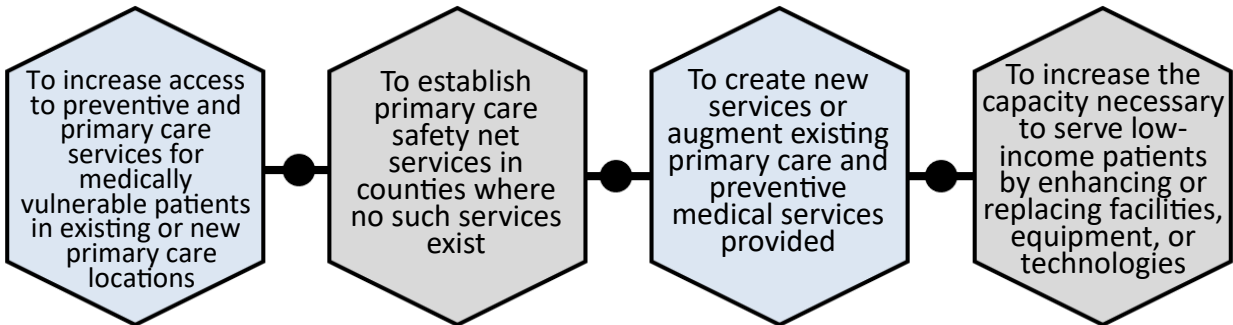 To increase access
to preventive and
primary care
services for
medically
vulnerable patients
in existing or new
primary care
locations
To establish
primary care
safety net
services in
counties where
no such services
exist
To create new
services or
augment existing
primary care and
preventive
medical services
provided
To increase the
capacity necessary
to serve low-
income patients
by enhancing or
replacing facilities,
equipment, or
technologies